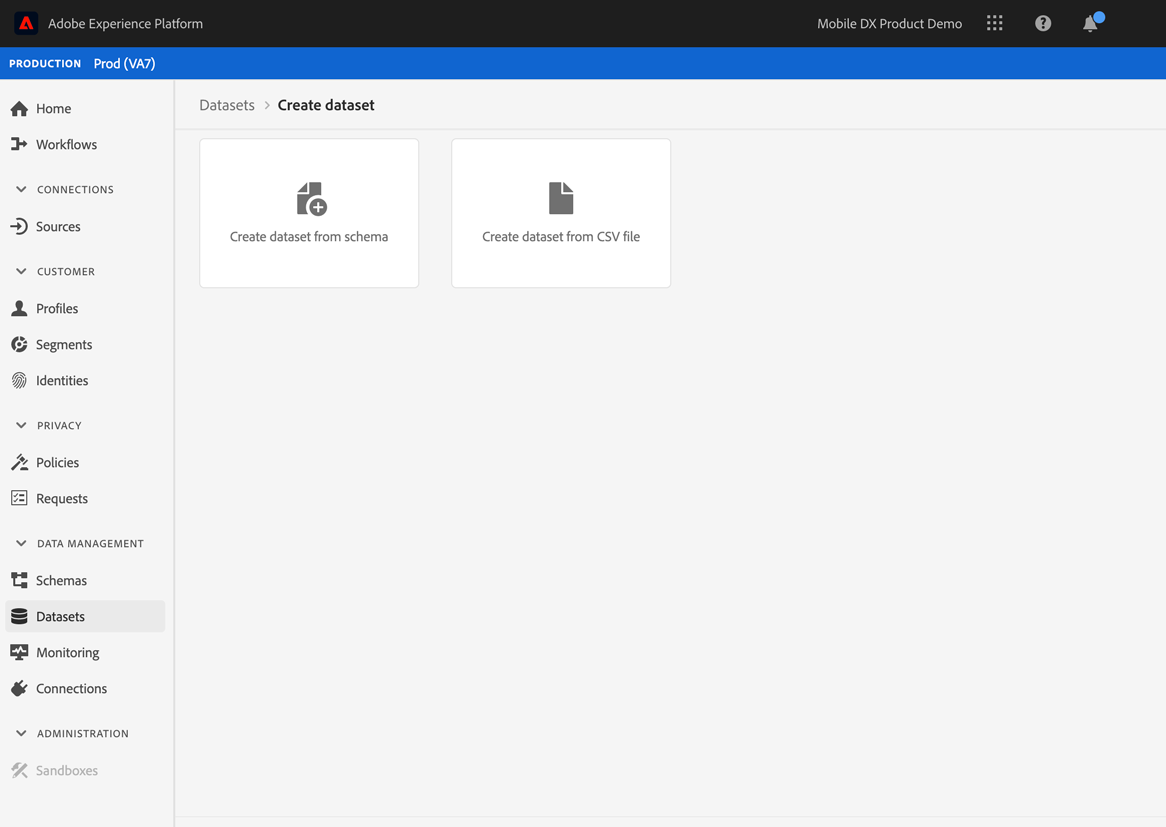 Adobe Experience Platform
Mobile DX Product Demo
PRODUCTION Prod (VA7)
Home
Workflows
CONNECTIONS
Sources
CUSTOMER
Profiles
Segments
Identities
PRIVACY
Policies
Requests
DATA MANAGEMENT
Schemas
Datasets
Monitoring
Connections
ADMINISTRATION
Sandboxes
Datasets > Create dataset
Create dataset from schema
Create dataset from CSV file